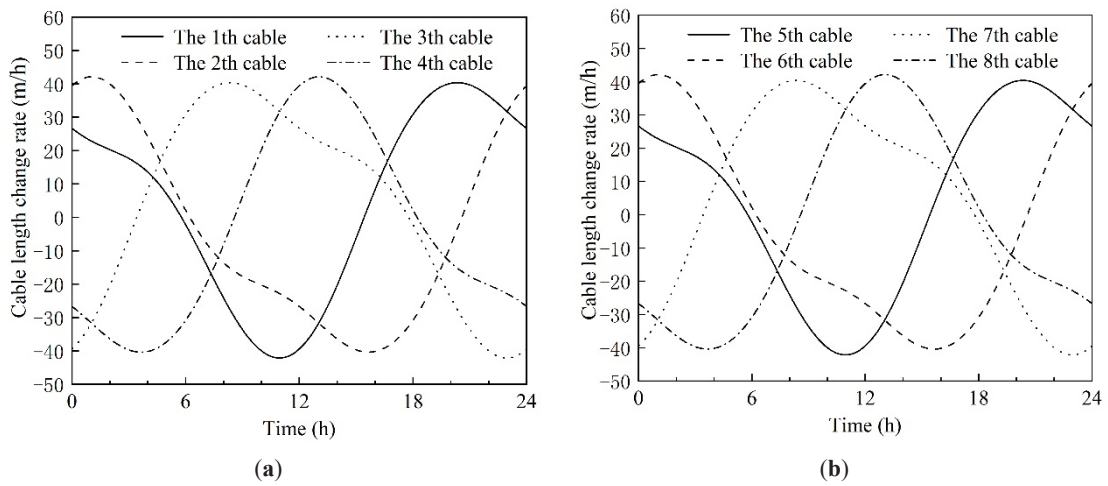 60
50
40
30
20
10
0
−10
−20
−30
−40
−50
Cable length change rate (m/h)
The 1th cable
The 3th cable
The 2th cable
The 4th cable
0
6
12
18
24
Time (h)
(a)
60
50
40
30
20
10
0
−10
−20
−30
−40
−50
Cable length change rate (m/h)
The 5th cable
The 7th cable
The 6th cable
The 8th cable
0
6
12
18
24
Time (h)
(b)